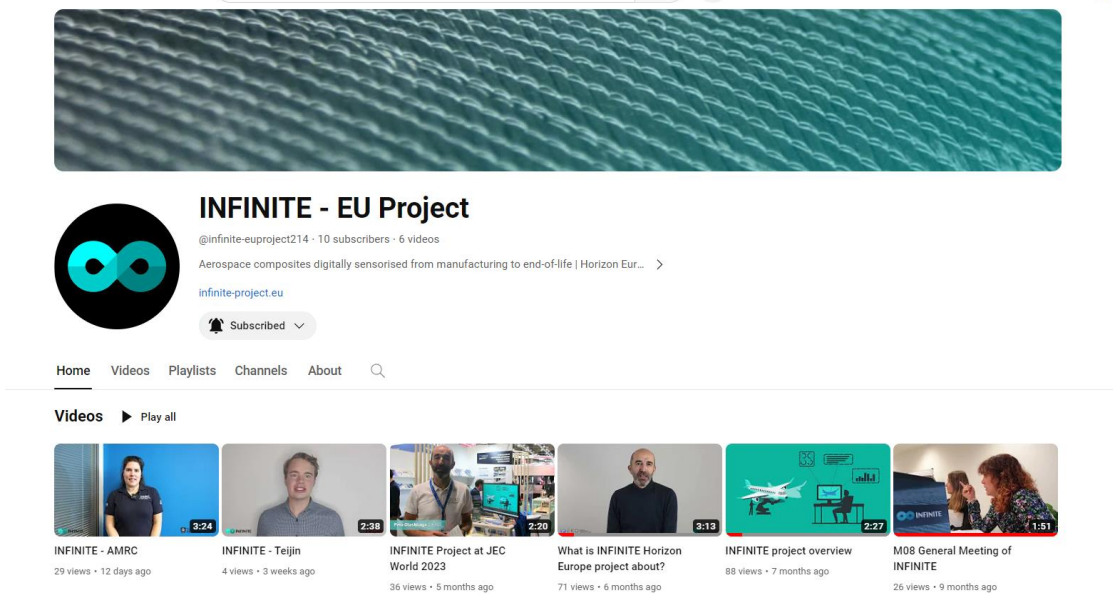 INFINITE - EU Project
@infinite-euproject214 · 10 subscribers · 6 videos
Aerospace composites digitally sensorised from manufacturing to end-of-life | Horizon Eur...
infinite-project.eu
Subscribed
Home Videos Playlists Channels About
Videos Play all
3:24 2:38 2:20 3:13 2:27 1:51
INFINITE
INFINITE - AMRC
29 views • 12 days ago
INFINITE - Teijin
4 views • 3 weeks ago
INFINITE Project at JEC
World 2023
36 views • 5 months ago
What is INFINITE Horizon
Europe project about?
71 views • 6 months ago
INFINITE project overview
88 views • 7 months ago
M08 General Meeting of
INFINITE
26 views • 9 months ago